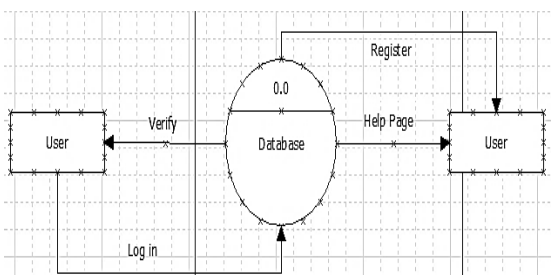 Register
0.0
Help Page
Verify
User
Database
User
Log in